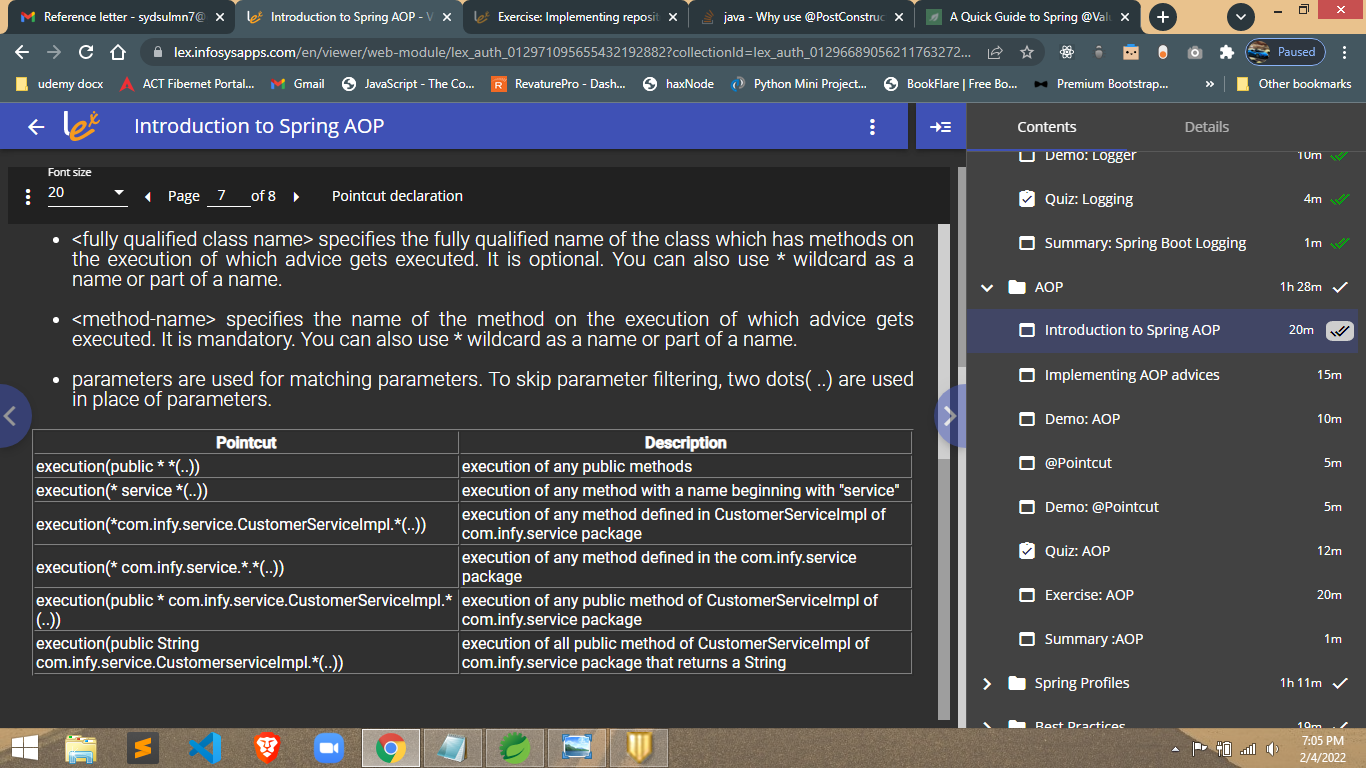 Reference letter - sydsulmn7@
Introduction to Spring AOP - V
Exercise: Implementing reposit
java - Why use @PostConstruc
A Quick Guide to Spring @Valu
lex.infosysapps.com/en/viewer/web-module/lex_auth_012971095655432192882?collectionId=lex_auth_01296689056211763272...
Paused
udemy docx
ACT Fibernet Portal...
Gmail
JavaScript - The Co...
RevaturePro - Dash...
haxNode
Python Mini Project...
BookFlare | Free Bo...
Premium Bootstrap...
»
Other bookmarks
lex
Introduction to Spring AOP
Contents
Details
Font size
20
Page 7 of 8
Pointcut declaration
• <fully qualified class name> specifies the fully qualified name of the class which has methods on
the execution of which advice gets executed. It is optional. You can also use * wildcard as a
name or part of a name.
• <method-name> specifies the name of the method on the execution of which advice gets
executed. It is mandatory. You can also use * wildcard as a name or part of a name.
• parameters are used for matching parameters. To skip parameter filtering, two dots( ..) are used
in place of parameters.
Pointcut
Description
execution(public * *(..))
execution of any public methods
execution(* service *(..))
execution of any method with a name beginning with "service"
execution(*com.infy.service.CustomerServiceImpl.*(..))
execution of any method defined in CustomerServiceImpl of
com.infy.service package
execution(* com.infy.service.*.*(..))
execution of any method defined in the com.infy.service
package
execution(public * com.infy.service.CustomerServiceImpl.*
(..))
execution of any public method of CustomerServiceImpl of
com.infy.service package
execution(public String
com.infy.service.CustomerserviceImpl.*(..))
execution of all public method of CustomerServiceImpl of
com.infy.service package that returns a String
Demo: Logger 10m
Quiz: Logging 4m
Summary: Spring Boot Logging 1m
AOP 1h 28m
Introduction to Spring AOP 20m
Implementing AOP advices 15m
Demo: AOP 10m
@Pointcut 5m
Demo: @Pointcut 5m
Quiz: AOP 12m
Exercise: AOP 20m
Summary :AOP 1m
Spring Profiles 1h 11m
Best Practices 19m
7:05 PM
2/4/2022